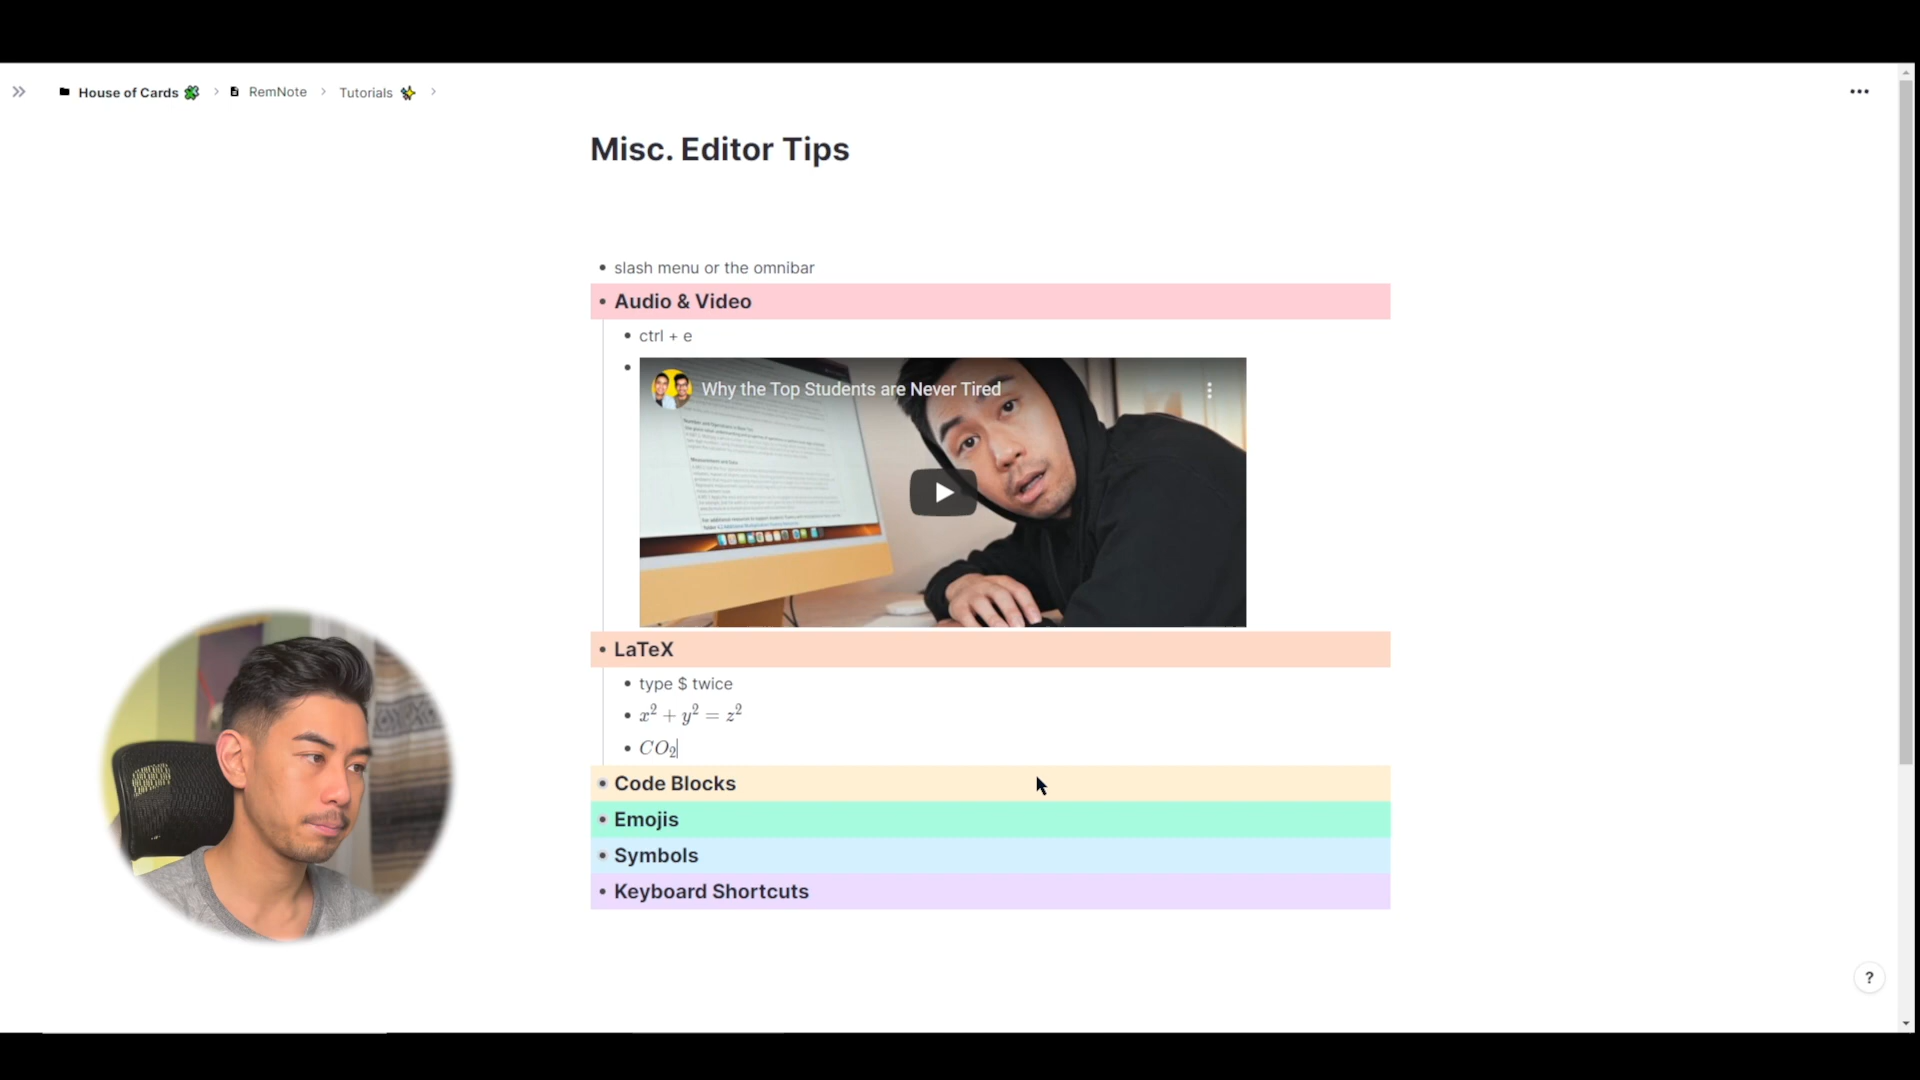 House of Cards > RemNote > Tutorials >
Misc. Editor Tips
slash menu or the omnibar
Audio & Video
ctrl + e
Why the Top Students are Never Tired
LaTeX
type $ twice
x² + y² = z²
CO₂
Code Blocks
Emojis
Symbols
Keyboard Shortcuts
?